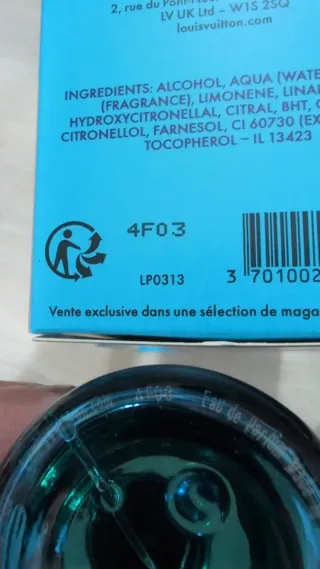 2, rue du Pont-Neuf
LV UK Ltd – W1S 2SQ
louisvuitton.com
INGREDIENTS: ALCOHOL, AQUA (WATE
(FRAGRANCE), LIMONENE, LINAL
HYDROXYCITRONELLAL, CITRAL, BHT,
CITRONELLOL, FARNESOL, CI 60730 (EX
TOCOPHEROL – IL 13423
4F03
LP0313
3 701002
Vente exclusive dans une sélection de maga
4F03 Eau de Parfum